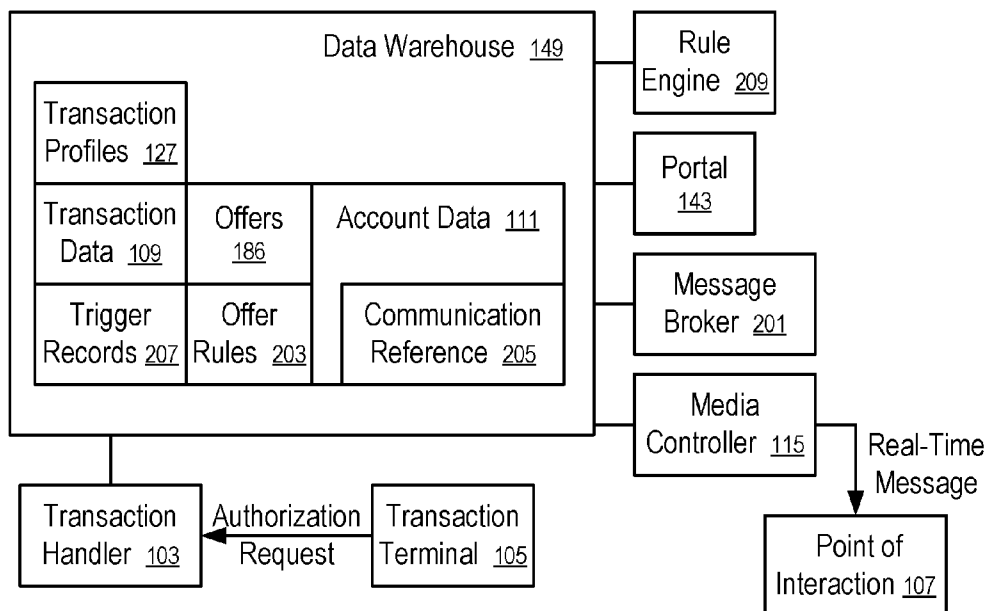 Data Warehouse 149
Transaction
Profiles 127
Transaction
Data 109
Offers
186
Account Data 111
Trigger
Records 207
Offer
Rules 203
Communication
Reference 205
Rule
Engine 209
Portal
143
Message
Broker 201
Media
Controller 115
Real-Time
Message
Transaction
Handler 103
Authorization
Request
Transaction
Terminal 105
Point of
Interaction 107